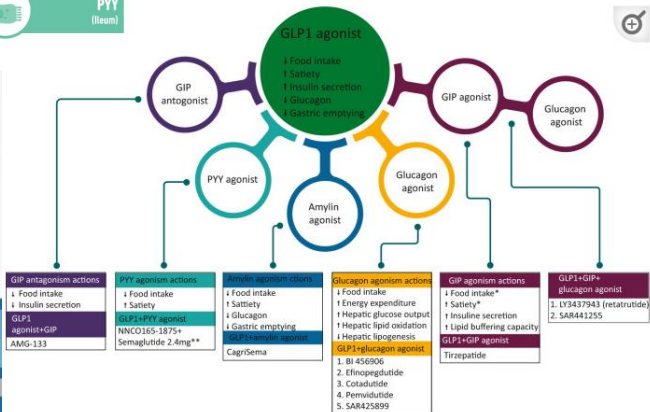 PYY
(Ileum)
GLP1 agonist
↓ Food intake
↑ Satiety
↑ Insulin secretion
↓ Glucagon
↓ Gastric emptying
GIP
antogonist
GIP agonist
Glucagon
agonist
PYY agonist
Glucagon
agonist
Amylin
agonist
GIP antagonism actions
↓ Food intake
↓ Insulin secretion
GLP1
agonist+GIP
AMG-133
PYY agonism actions
↓ Food intake
↑ Satiety
GLP1+PYY agonist
NNCO165-1875+
Semaglutide 2.4mg**
Amylin agonism ctions
↓ Food intake
↑ Sattiety
↓ Glucagon
↓ Gastric emptying
GLP1+amylin agonist
CagriSema
Glucagon agonism actions
↓ Food intake
↑ Energy expenditure
↑ Hepatic glucose output
↑ Hepatic lipid oxidation
↓ Hepatic lipogenesis
GLP1+glucagon agonist
1. BI 456906
2. Efinopegdutide
3. Cotadutide
4. Pemvidutide
5. SAR425899
GIP agonism actions
↓ Food intake*
↑ Satiety*
↑ Insuline secretion
↑ Lipid buffering capacity
GLP1+GIP agonist
Tirzepatide
GLP1+GIP+
glucagon agonist
1. LY3437943 (retatrutide)
2. SAR441255